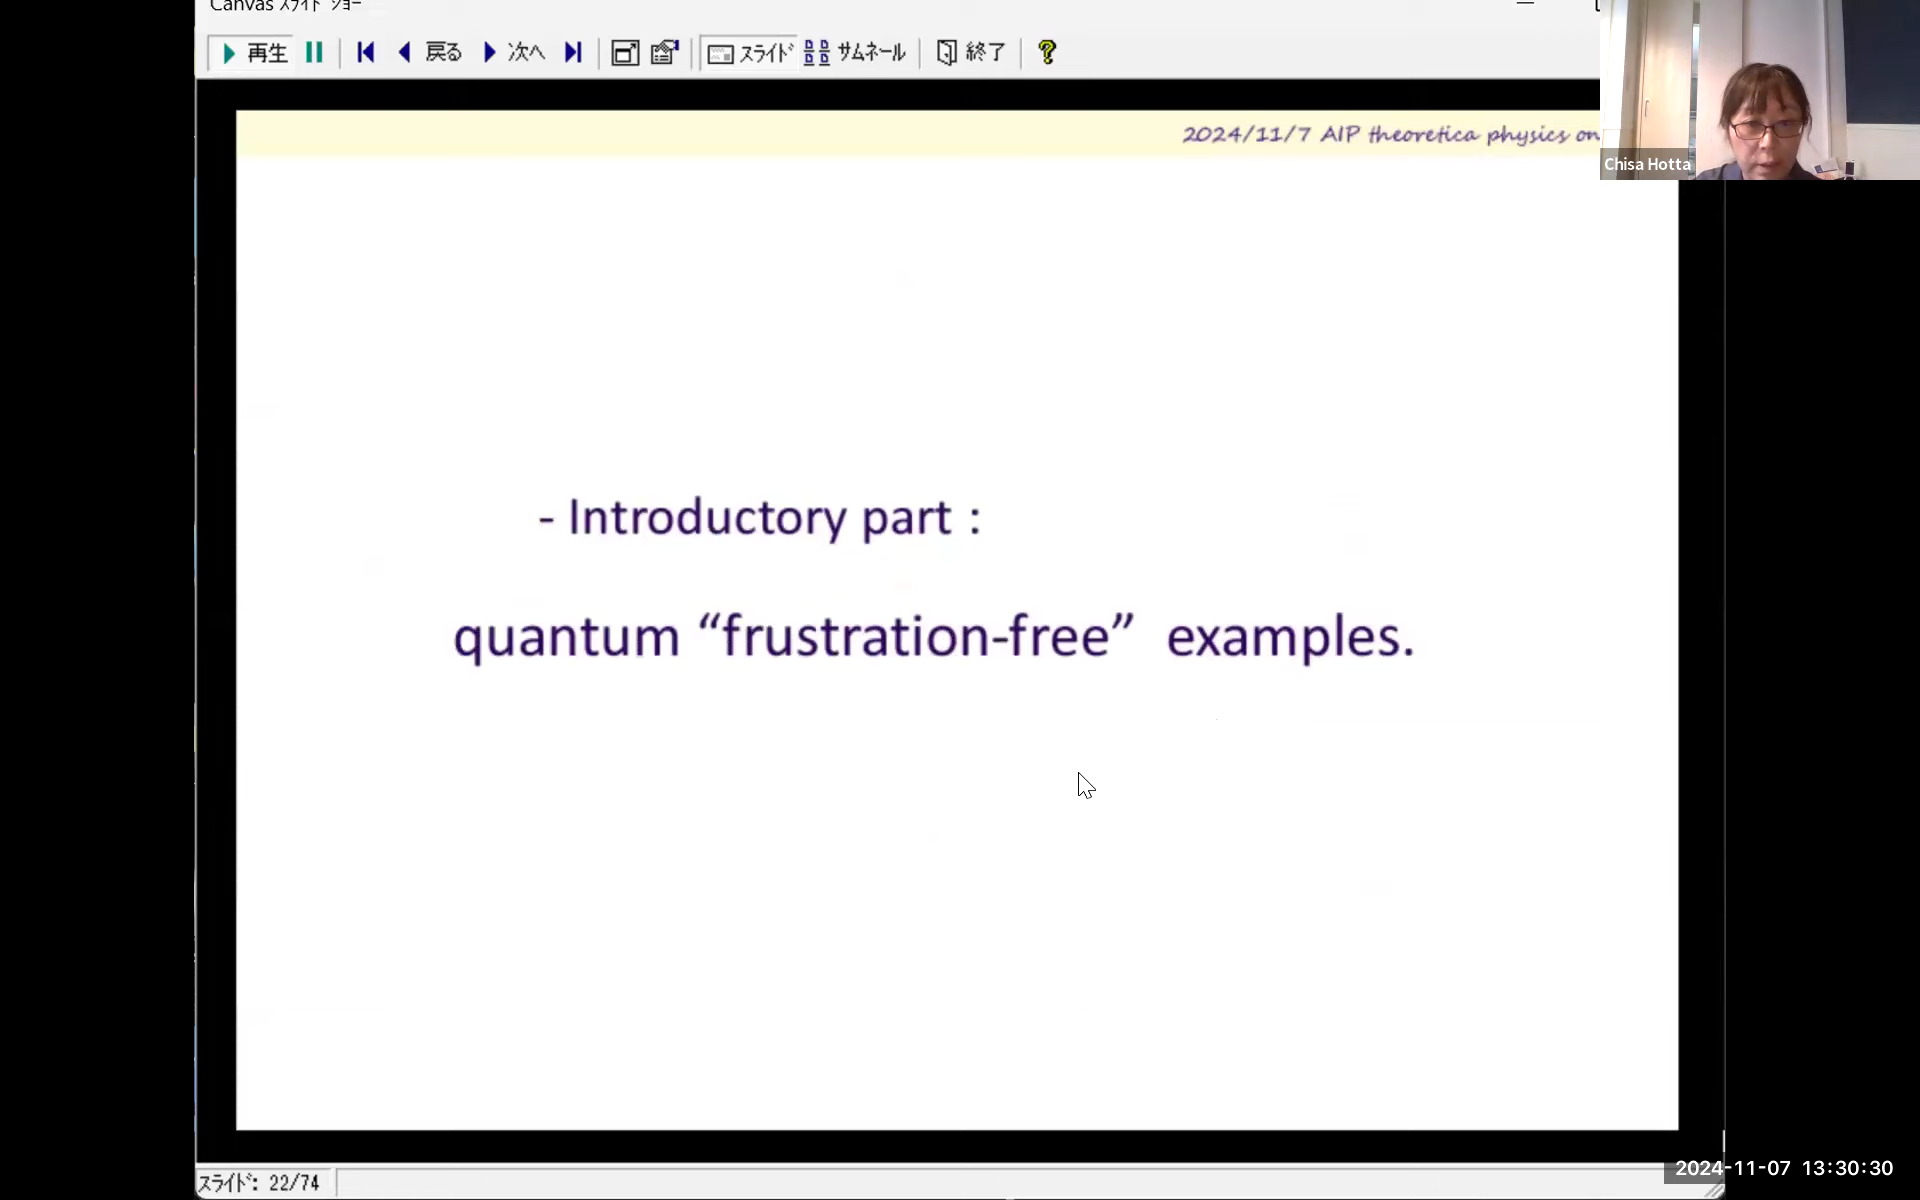 Canvas スライド ショー
再生 戻る 次へ スライド サムネール 終了
2024/11/7 AIP theoretica physics on
Chisa Hotta
- Introductory part :
quantum “frustration-free” examples.
スライド: 22/74
2024-11-07 13:30:30